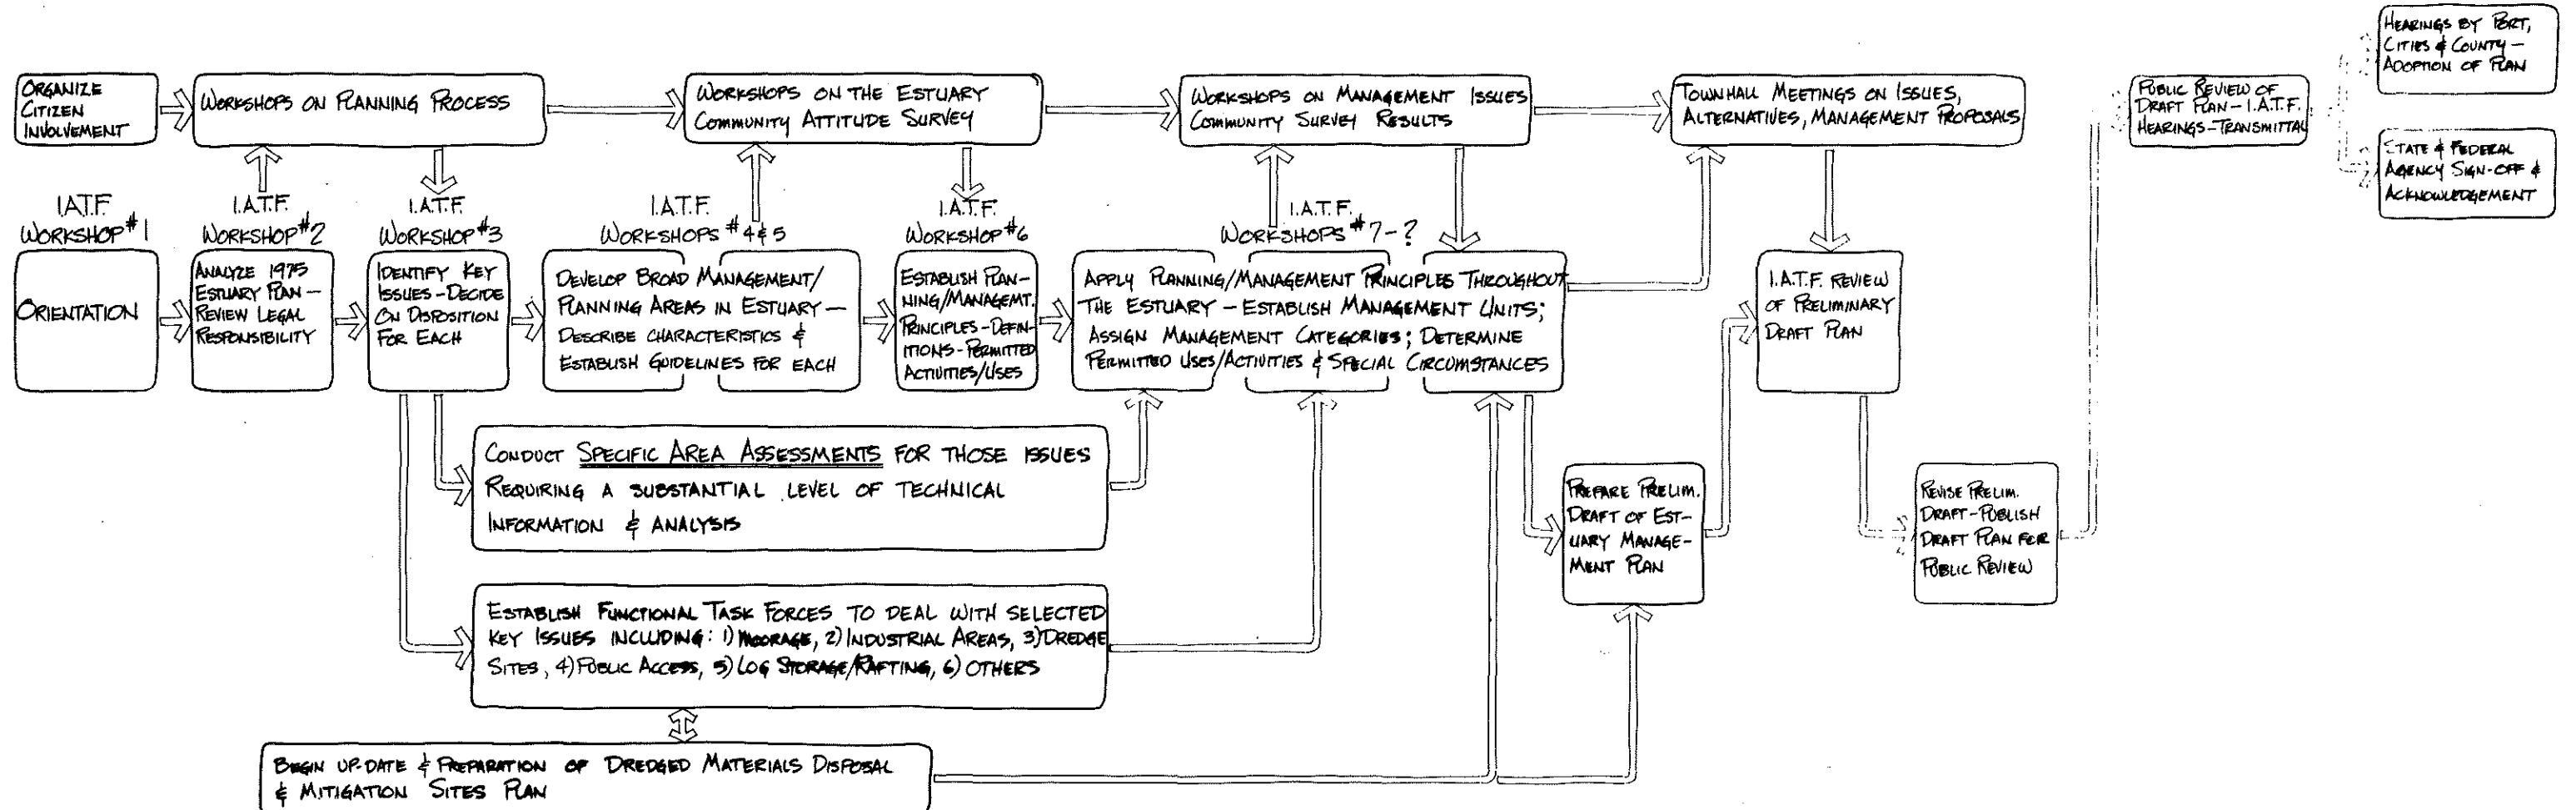 ORGANIZE
CITIZEN
INVOLVEMENT
WORKSHOPS ON PLANNING PROCESS
WORKSHOPS ON THE ESTUARY
COMMUNITY ATTITUDE SURVEY
WORKSHOPS ON MANAGEMENT ISSUES
COMMUNITY SURVEY RESULTS
TOWNHALL MEETINGS ON ISSUES,
ALTERNATIVES, MANAGEMENT PROPOSALS
PUBLIC REVIEW OF
DRAFT PLAN-I.A.T.F.
HEARINGS-TRANSMITTAL
HEARINGS BY PORT,
CITIES & COUNTY -
ADOPTION OF PLAN
STATE & FEDERAL
AGENCY SIGN-OFF &
ACKNOWLEDGEMENT
I.A.T.F.
WORKSHOP #1
ORIENTATION
I.A.T.F.
WORKSHOP #2
ANALYZE 1975
ESTUARY PLAN -
REVIEW LEGAL
RESPONSIBILITY
I.A.T.F.
WORKSHOP #3
IDENTIFY KEY
ISSUES-DECIDE
ON DISPOSITION
FOR EACH
I.A.T.F.
WORKSHOPS #4 & 5
DEVELOP BROAD MANAGEMENT/
PLANNING AREAS IN ESTUARY -
DESCRIBE CHARACTERISTICS &
ESTABLISH GUIDELINES FOR EACH
I.A.T.F.
WORKSHOP #6
ESTABLISH PLAN-
NING/MANAGEMT.
PRINCIPLES-DEFIN-
ITIONS-PERMITTED
ACTIVITIES/USES
I.A.T.F.
WORKSHOPS #7-?
APPLY PLANNING/MANAGEMENT PRINCIPLES THROUGHOUT
THE ESTUARY - ESTABLISH MANAGEMENT UNITS;
ASSIGN MANAGEMENT CATEGORIES; DETERMINE
PERMITTED USES/ACTIVITIES & SPECIAL CIRCUMSTANCES
I.A.T.F. REVIEW
OF PRELIMINARY
DRAFT PLAN
CONDUCT SPECIFIC AREA ASSESSMENTS FOR THOSE ISSUES
REQUIRING A SUBSTANTIAL LEVEL OF TECHNICAL
INFORMATION & ANALYSIS
PREPARE PRELIM.
DRAFT OF EST-
UARY MANAGE-
MENT PLAN
REVISE PRELIM.
DRAFT-PUBLISH
DRAFT PLAN FOR
PUBLIC REVIEW
ESTABLISH FUNCTIONAL TASK FORCES TO DEAL WITH SELECTED
KEY ISSUES INCLUDING: 1) MOORAGE, 2) INDUSTRIAL AREAS, 3) DREDGE
SITES, 4) PUBLIC ACCESS, 5) LOG STORAGE/RAFTING, 6) OTHERS
BEGIN UP-DATE & PREPARATION OF DREDGED MATERIALS DISPOSAL
& MITIGATION SITES PLAN